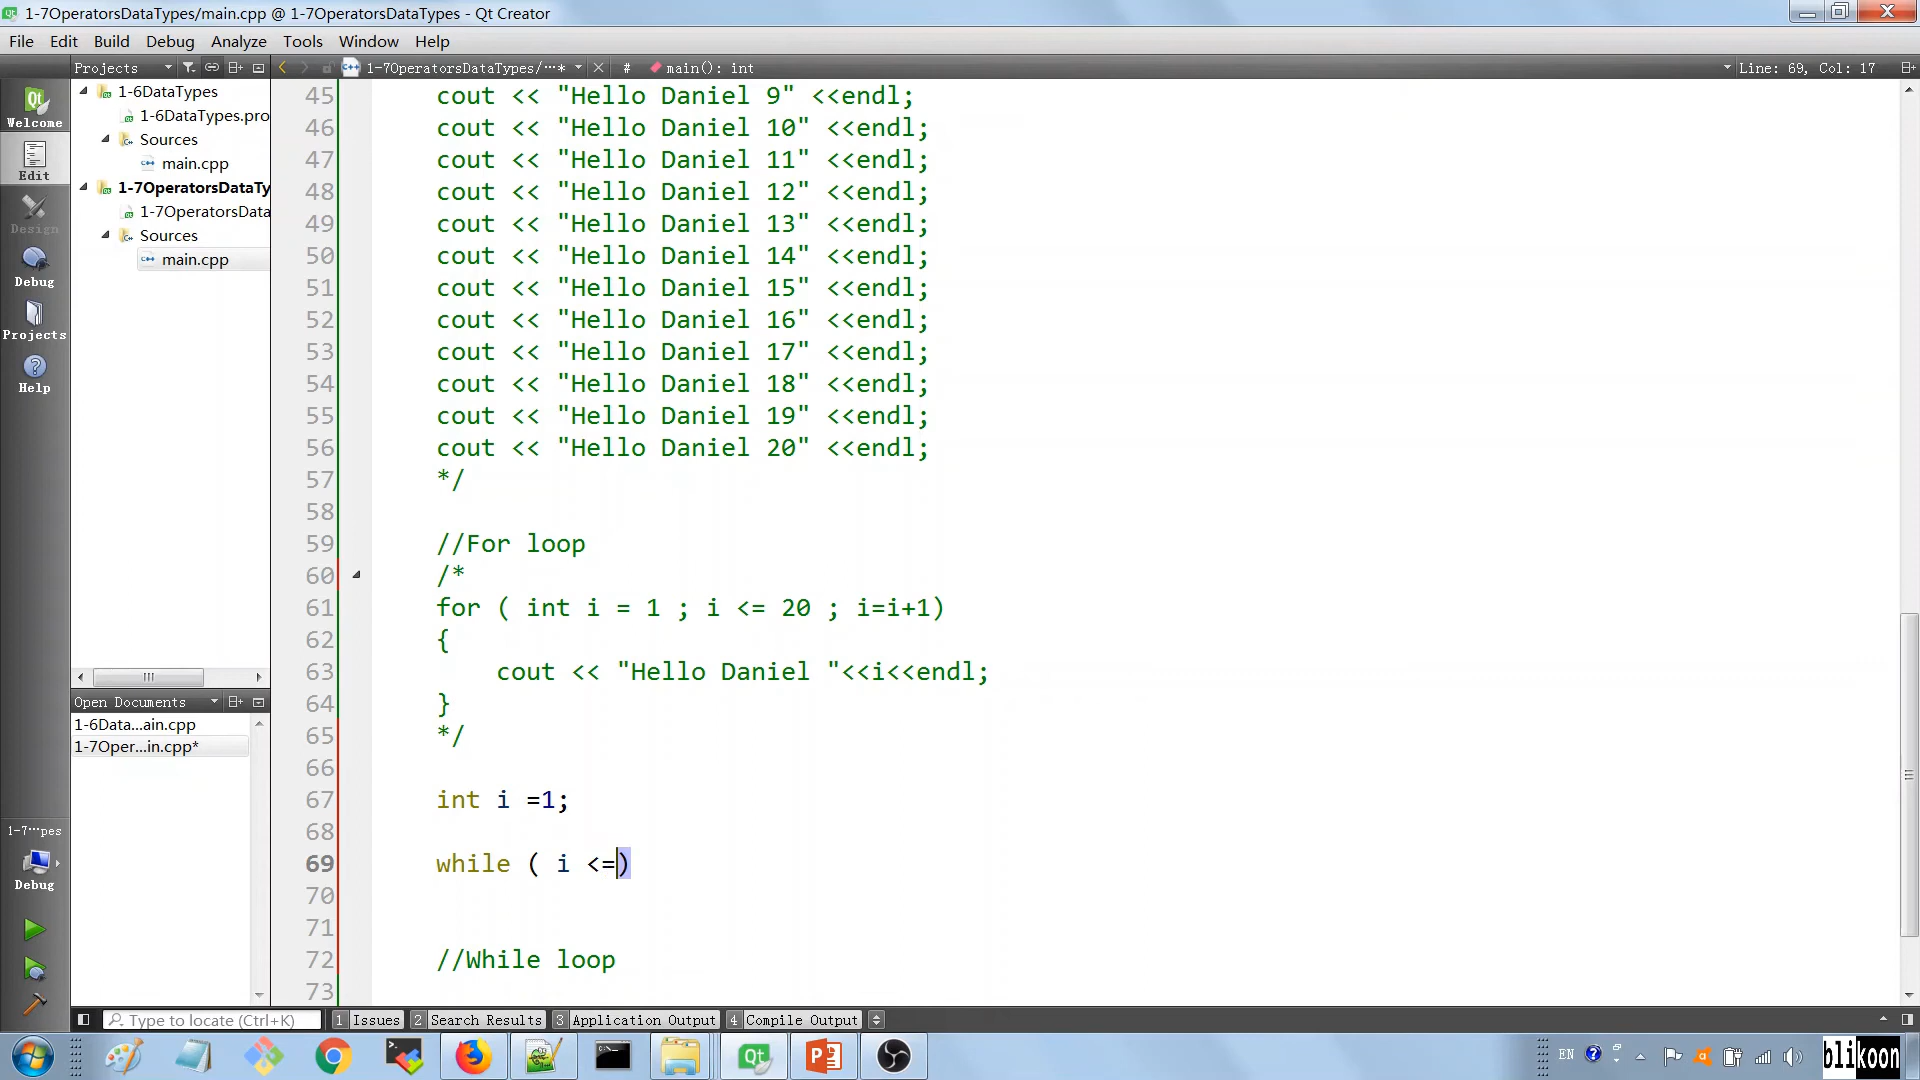 1-7OperatorsDataTypes/main.cpp @ 1-7OperatorsDataTypes - Qt Creator
File Edit Build Debug Analyze Tools Window Help
Projects 1-7OperatorsDataTypes/···* # main(): int Line: 69, Col: 17
Welcome
Edit
Design
Debug
Projects
Help
1-6DataTypes
1-6DataTypes.pro
Sources
main.cpp
1-7OperatorsDataTy
1-7OperatorsData
Sources
main.cpp
Open Documents
1-6Data...ain.cpp
1-7Oper...in.cpp*
1-7···pes
Debug
45 cout << "Hello Daniel 9" <<endl;
46 cout << "Hello Daniel 10" <<endl;
47 cout << "Hello Daniel 11" <<endl;
48 cout << "Hello Daniel 12" <<endl;
49 cout << "Hello Daniel 13" <<endl;
50 cout << "Hello Daniel 14" <<endl;
51 cout << "Hello Daniel 15" <<endl;
52 cout << "Hello Daniel 16" <<endl;
53 cout << "Hello Daniel 17" <<endl;
54 cout << "Hello Daniel 18" <<endl;
55 cout << "Hello Daniel 19" <<endl;
56 cout << "Hello Daniel 20" <<endl;
57 */
58
59 //For loop
60 /*
61 for ( int i = 1 ; i <= 20 ; i=i+1)
62 {
63 cout << "Hello Daniel "<<i<<endl;
64 }
65 */
66
67 int i =1;
68
69 while ( i <=)
70
71
72 //While loop
73
Type to locate (Ctrl+K) 1 Issues 2 Search Results 3 Application Output 4 Compile Output
EN
blikoon